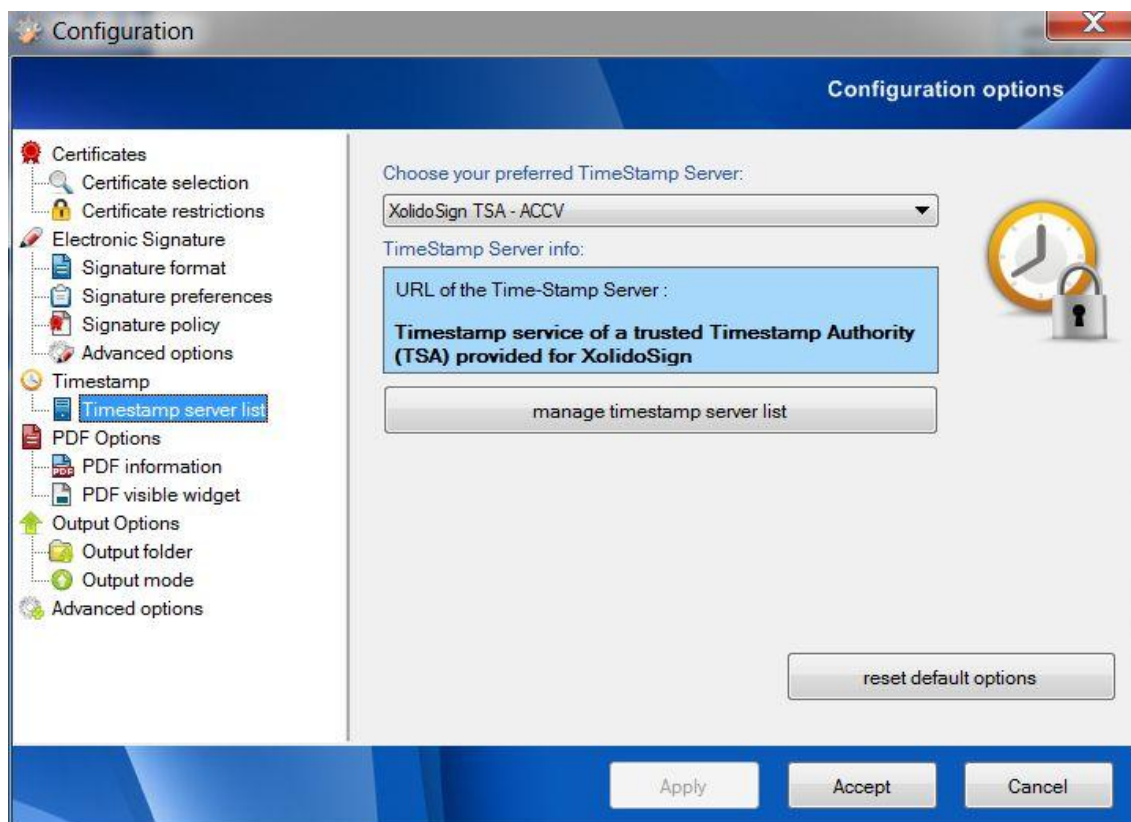 Configuration
X
Configuration options
Certificates
Certificate selection
Certificate restrictions
Electronic Signature
Signature format
Signature preferences
Signature policy
Advanced options
Timestamp
Timestamp server list
PDF Options
PDF information
PDF visible widget
Output Options
Output folder
Output mode
Advanced options
Choose your preferred TimeStamp Server:
XolidoSign TSA - ACCV
TimeStamp Server info:
URL of the Time-Stamp Server :
Timestamp service of a trusted Timestamp Authority
(TSA) provided for XolidoSign
manage timestamp server list
reset default options
Apply
Accept
Cancel